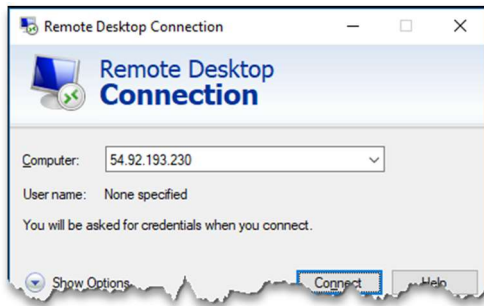 Remote Desktop Connection
Remote Desktop
Connection
Computer: 54.92.193.230
User name: None specified
You will be asked for credentials when you connect.
Show Options Connect Help